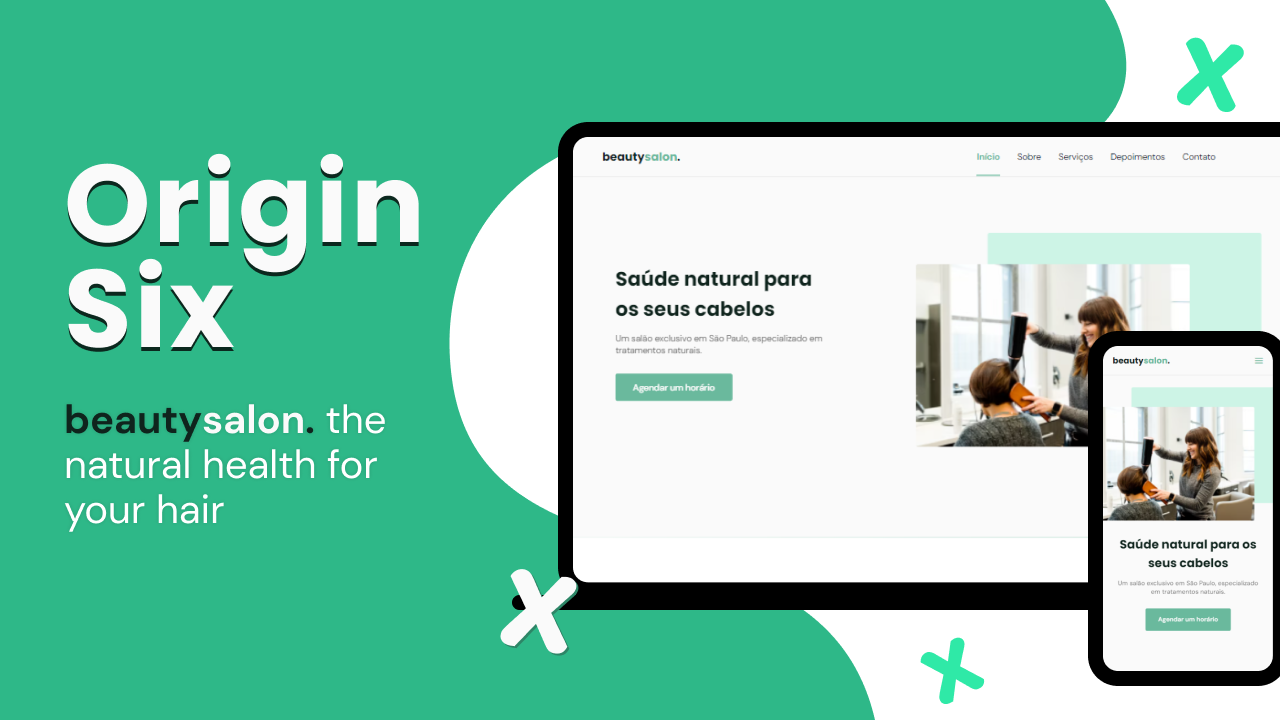 Origin
Six
beautysalon. the
natural health for
your hair
beautysalon.
Início Sobre Serviços Depoimentos Contato
Saúde natural para
os seus cabelos
Um salão exclusivo em São Paulo, especializado em
tratamentos naturais.
Agendar um horário
beautysalon.
Saúde natural para os
seus cabelos
Um salão exclusivo em São Paulo, especializado
em tratamentos naturais.
Agendar um horário